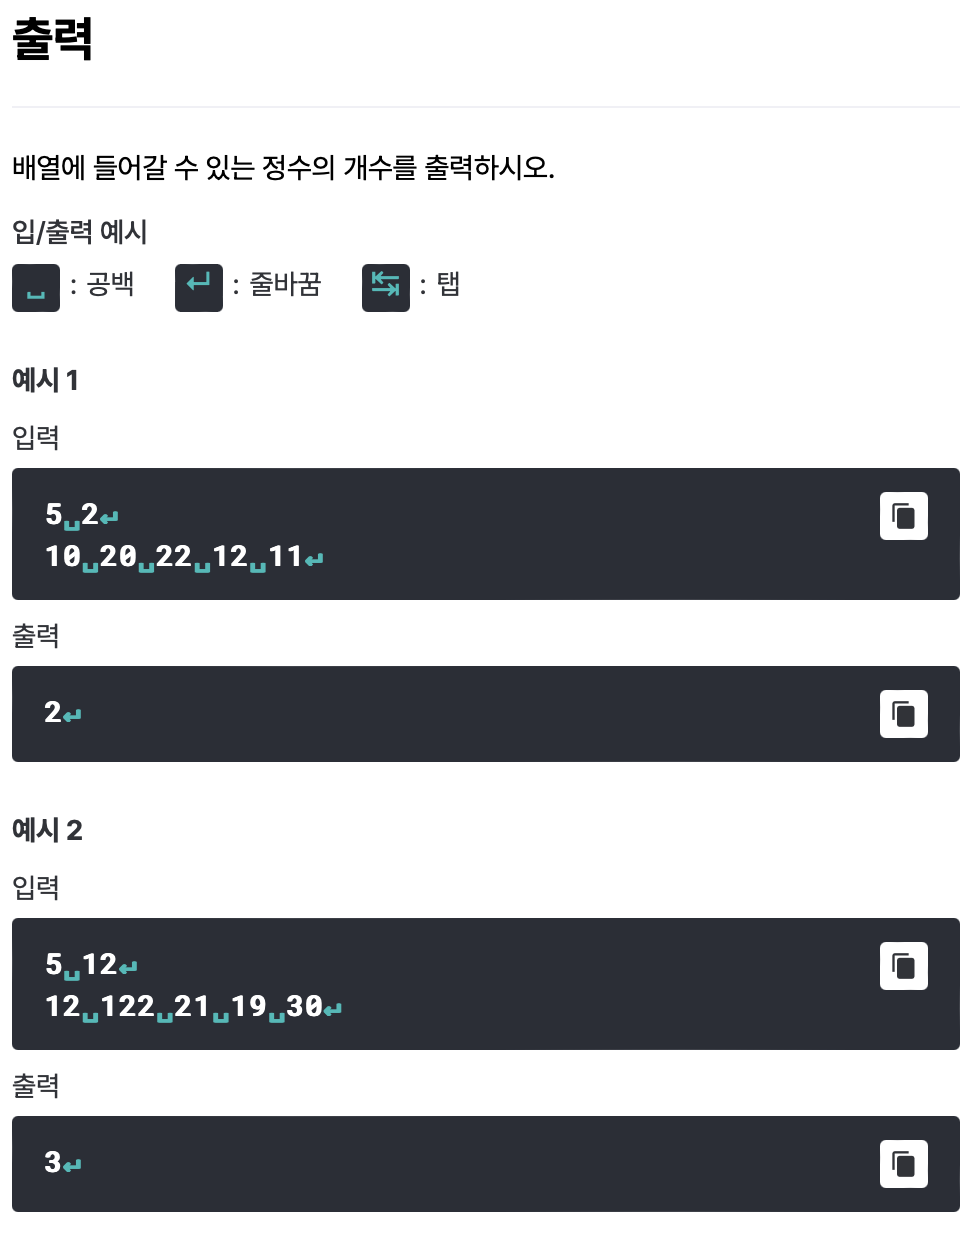 출력
배열에 들어갈 수 있는 정수의 개수를 출력하시오.
입/출력 예시
␣ : 공백 ↵ : 줄바꿈 ↹ : 탭
예시 1
입력
5␣2↵
10␣20␣22␣12␣11↵
출력
2↵
예시 2
입력
5␣12↵
12␣122␣21␣19␣30↵
출력
3↵